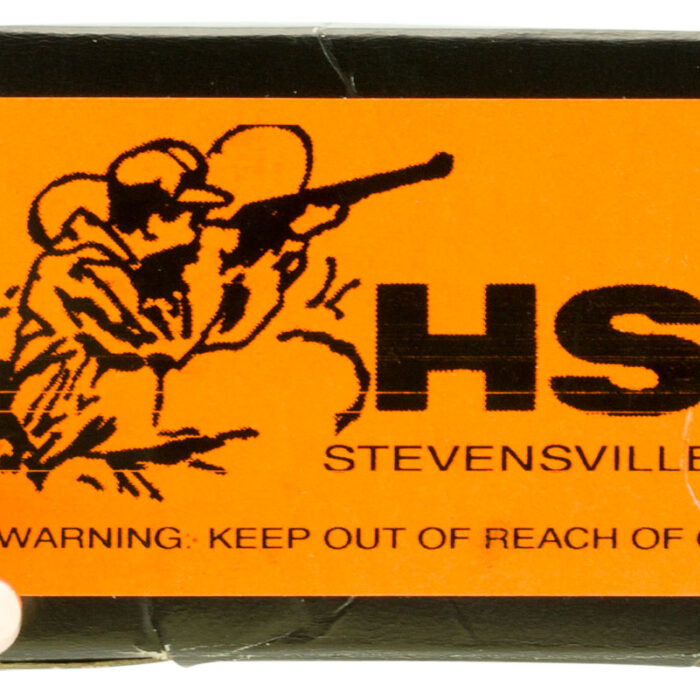 HS
STEVENSVILLE
WARNING: KEEP OUT OF REACH OF